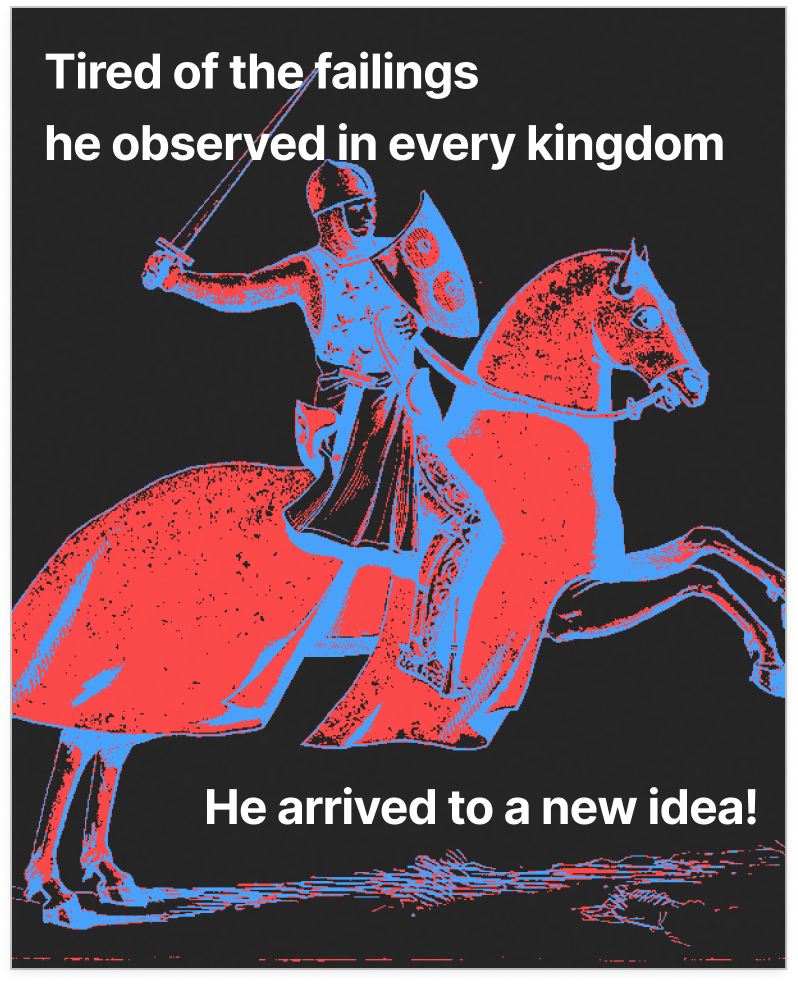 Tired of the failings
he observed in every kingdom
He arrived to a new idea!